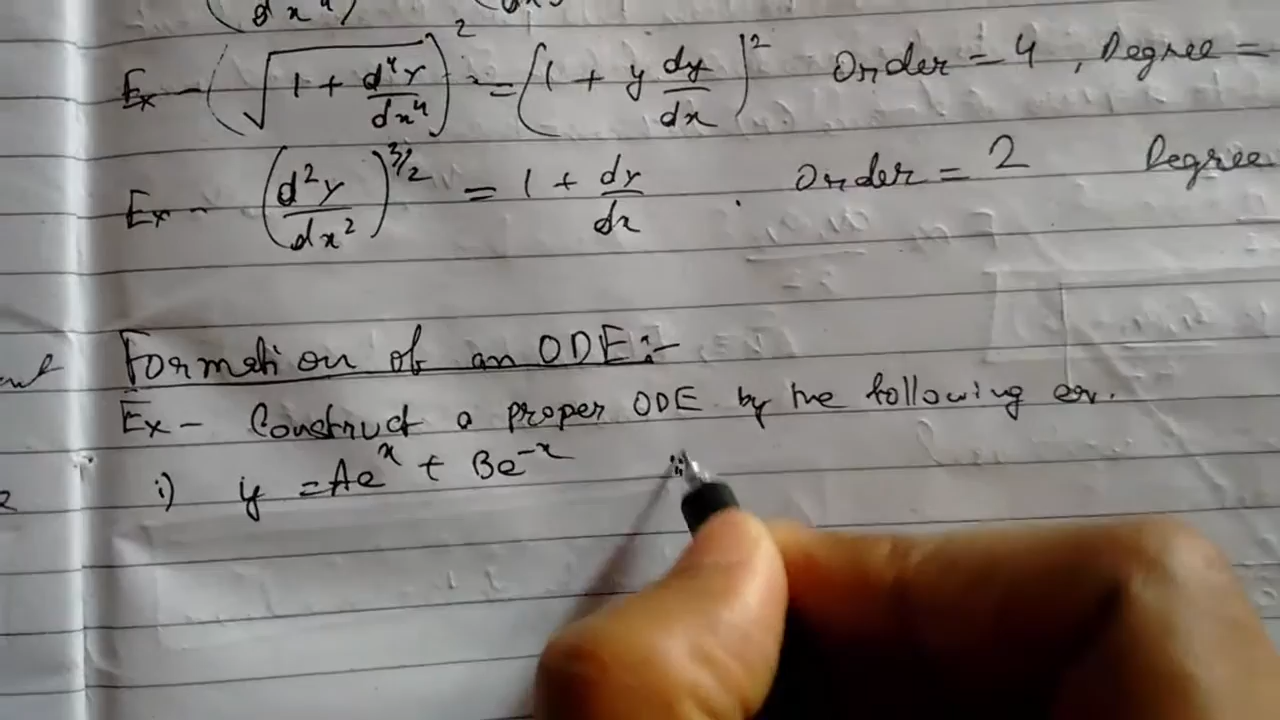 Ex - (√(1 + d⁴y/dx⁴))² = (1 + y dy/dx)² Order = 4 , Degree =
Ex - (d²y/dx²)^3/2 = 1 + dy/dx . Order = 2 Degree
Formation of an ODE:-
Ex - Construct a proper ODE by the following eq.
i) y = Ae^x + Be^-x